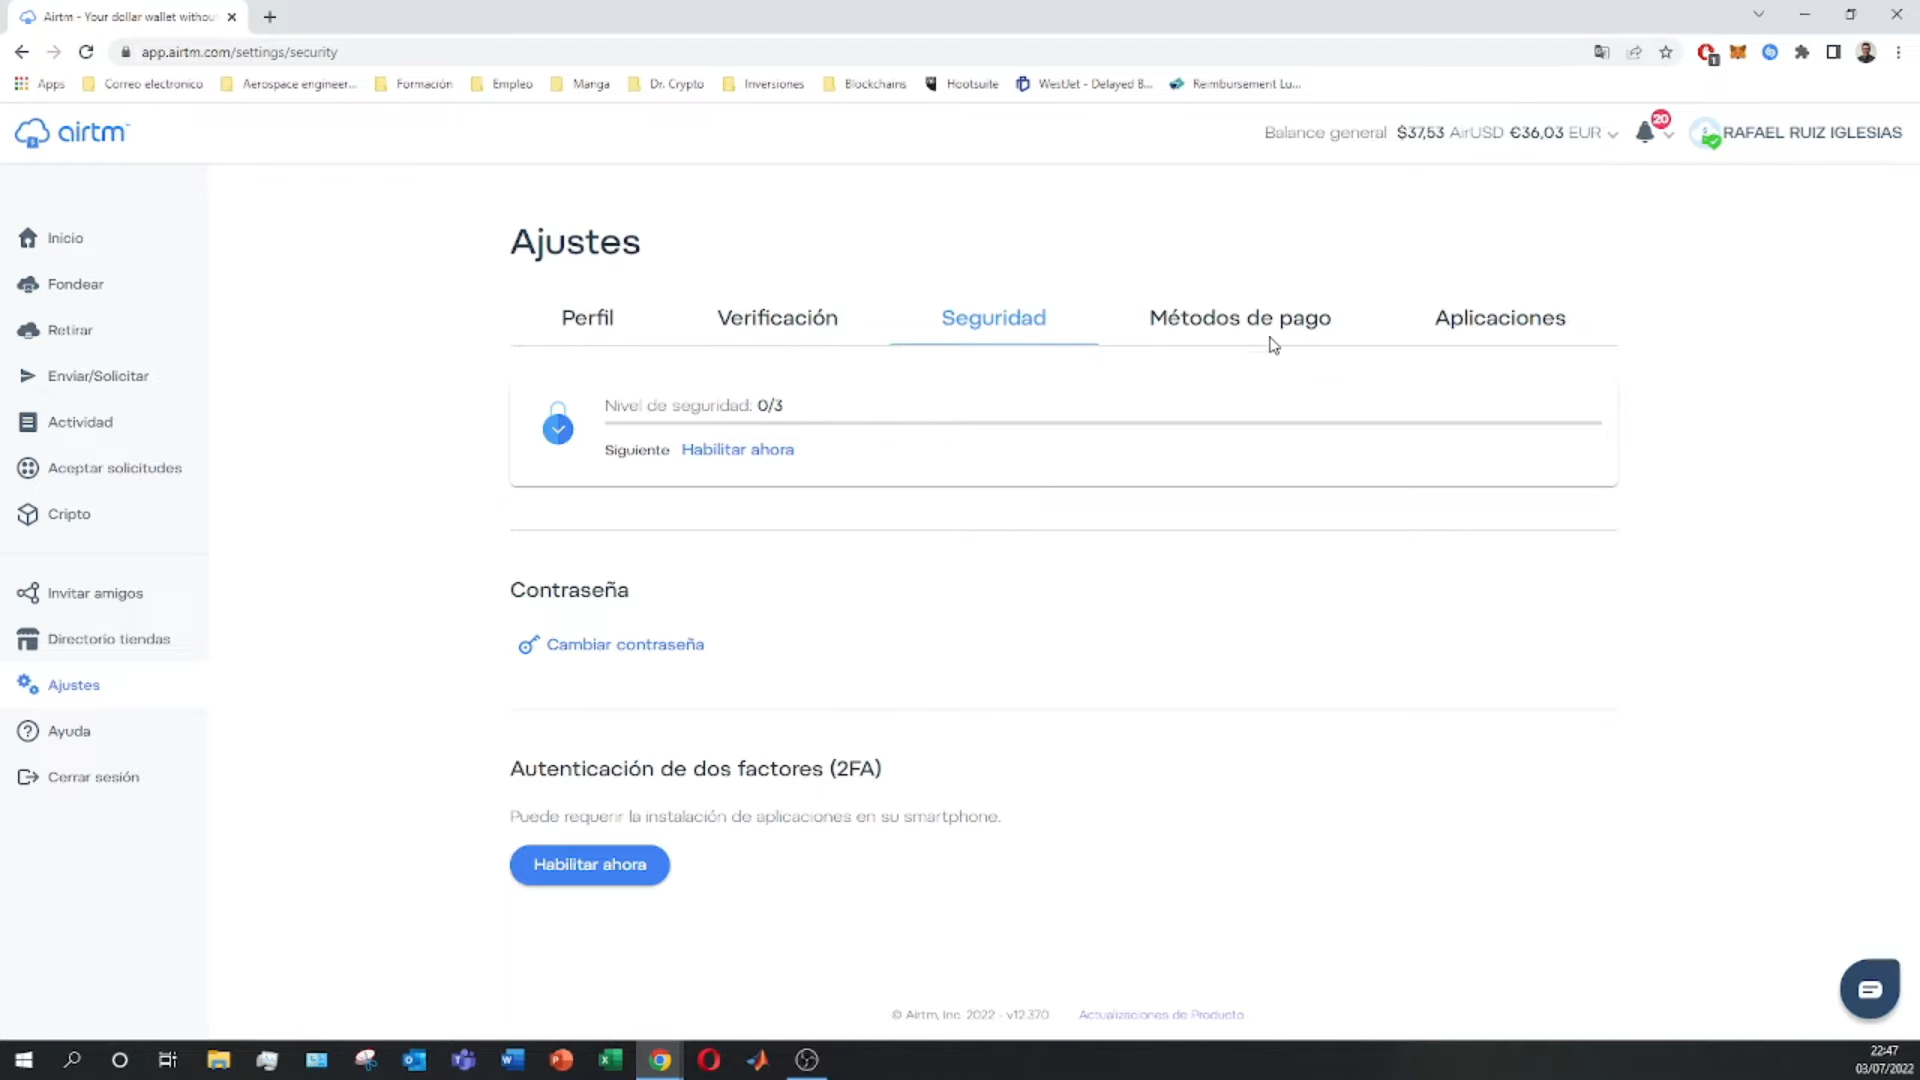 Airtm - Your dollar wallet withou
app.airtm.com/settings/security
Apps
Correo electronico
Aerospace engineer...
Formación
Empleo
Manga
Dr. Crypto
Inversiones
Blockchains
Hootsuite
WestJet - Delayed B...
Reimbursement Lu...
airtm
Balance general $37,53 AirUSD €36,03 EUR
20
RAFAEL RUIZ IGLESIAS
Inicio
Fondear
Retirar
Enviar/Solicitar
Actividad
Aceptar solicitudes
Cripto
Invitar amigos
Directorio tiendas
Ajustes
Ayuda
Cerrar sesión
Ajustes
Perfil
Verificación
Seguridad
Métodos de pago
Aplicaciones
Nivel de seguridad: 0/3
Siguiente Habilitar ahora
Contraseña
Cambiar contraseña
Autenticación de dos factores (2FA)
Puede requerir la instalación de aplicaciones en su smartphone.
Habilitar ahora
© Airtm, Inc. 2022 - v12.370
Actualizaciones de Producto
22:47
03/07/2022